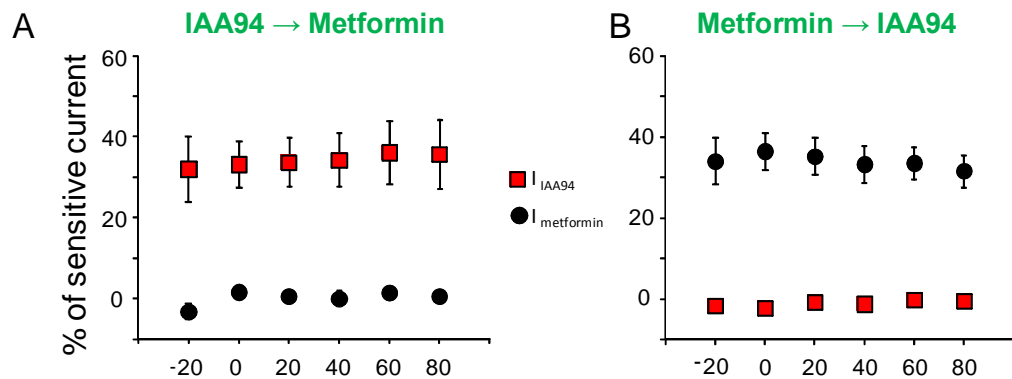 A
IAA94 → Metformin
B
Metformin → IAA94
% of sensitive current
60
40
20
0
-20 0 20 40 60 80
I IAA94
I metformin
60
40
20
0
-20 0 20 40 60 80